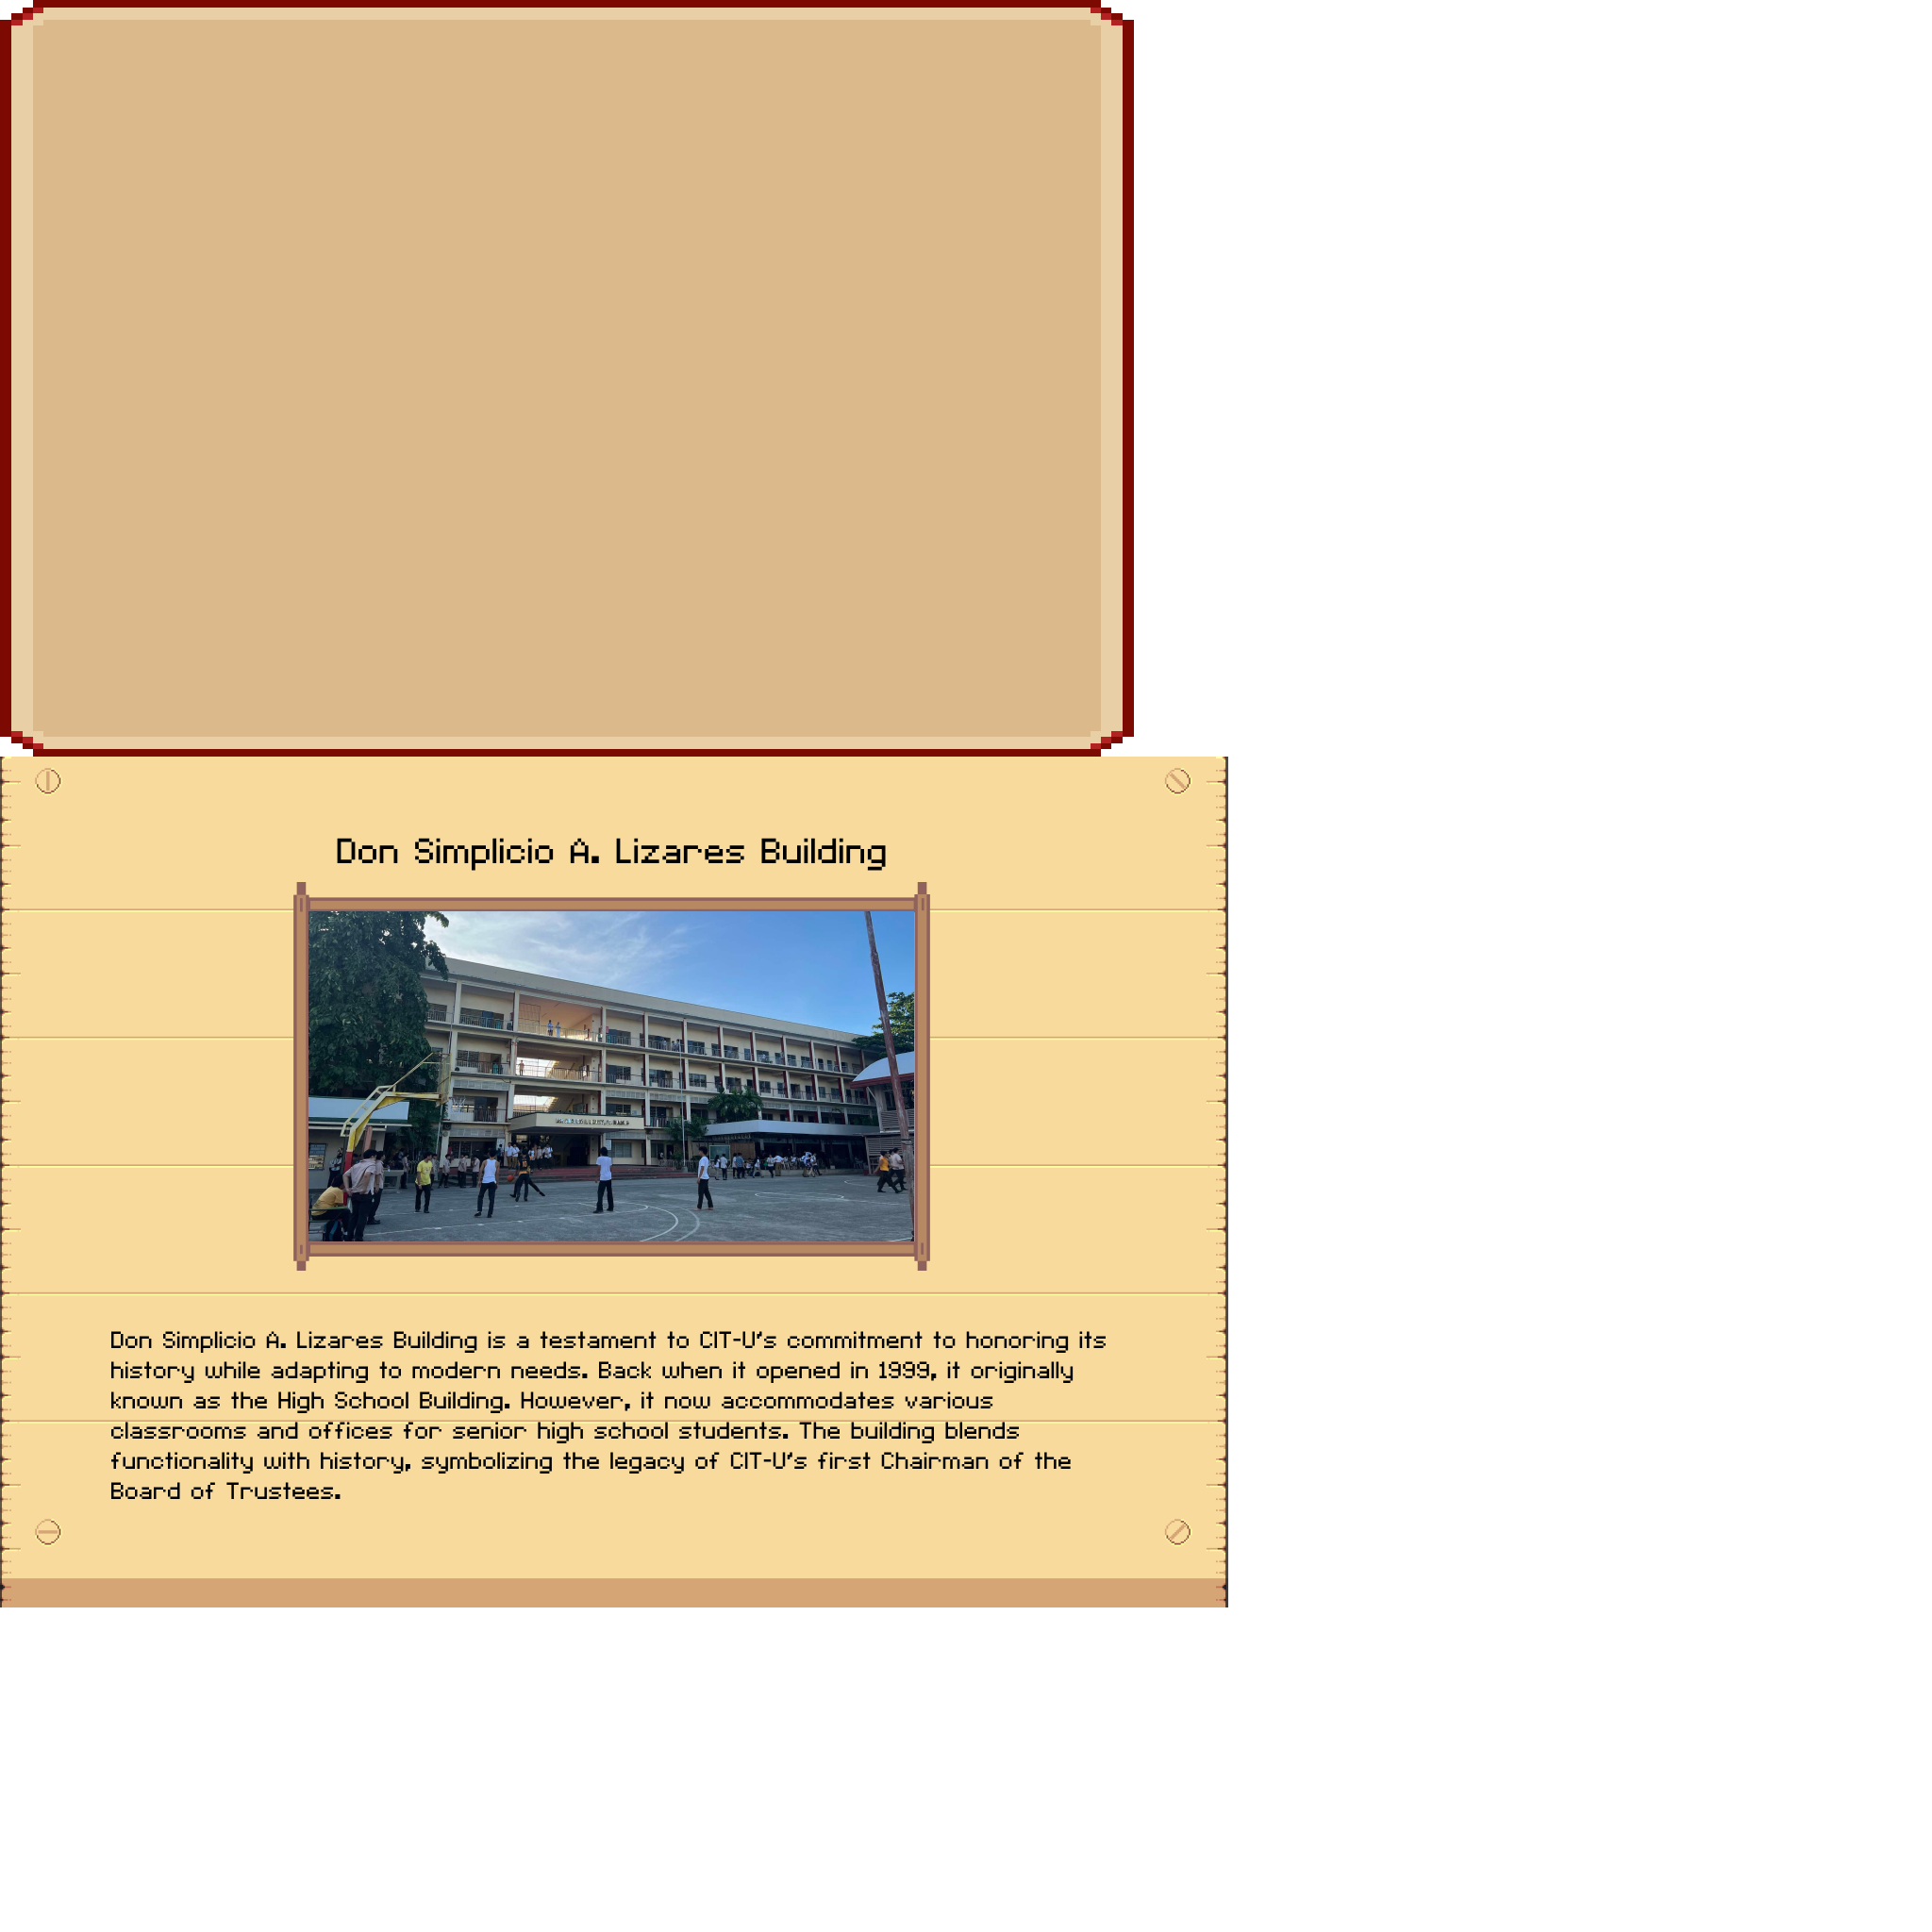 Don Simplicio A. Lizares Building
Don Simplicio A. Lizares Building is a testament to CIT-U's commitment to honoring its
history while adapting to modern needs. Back when it opened in 1999, it originally
known as the High School Building. However, it now accommodates various
classrooms and offices for senior high school students. The building blends
functionality with history, symbolizing the legacy of CIT-U's first Chairman of the
Board of Trustees.